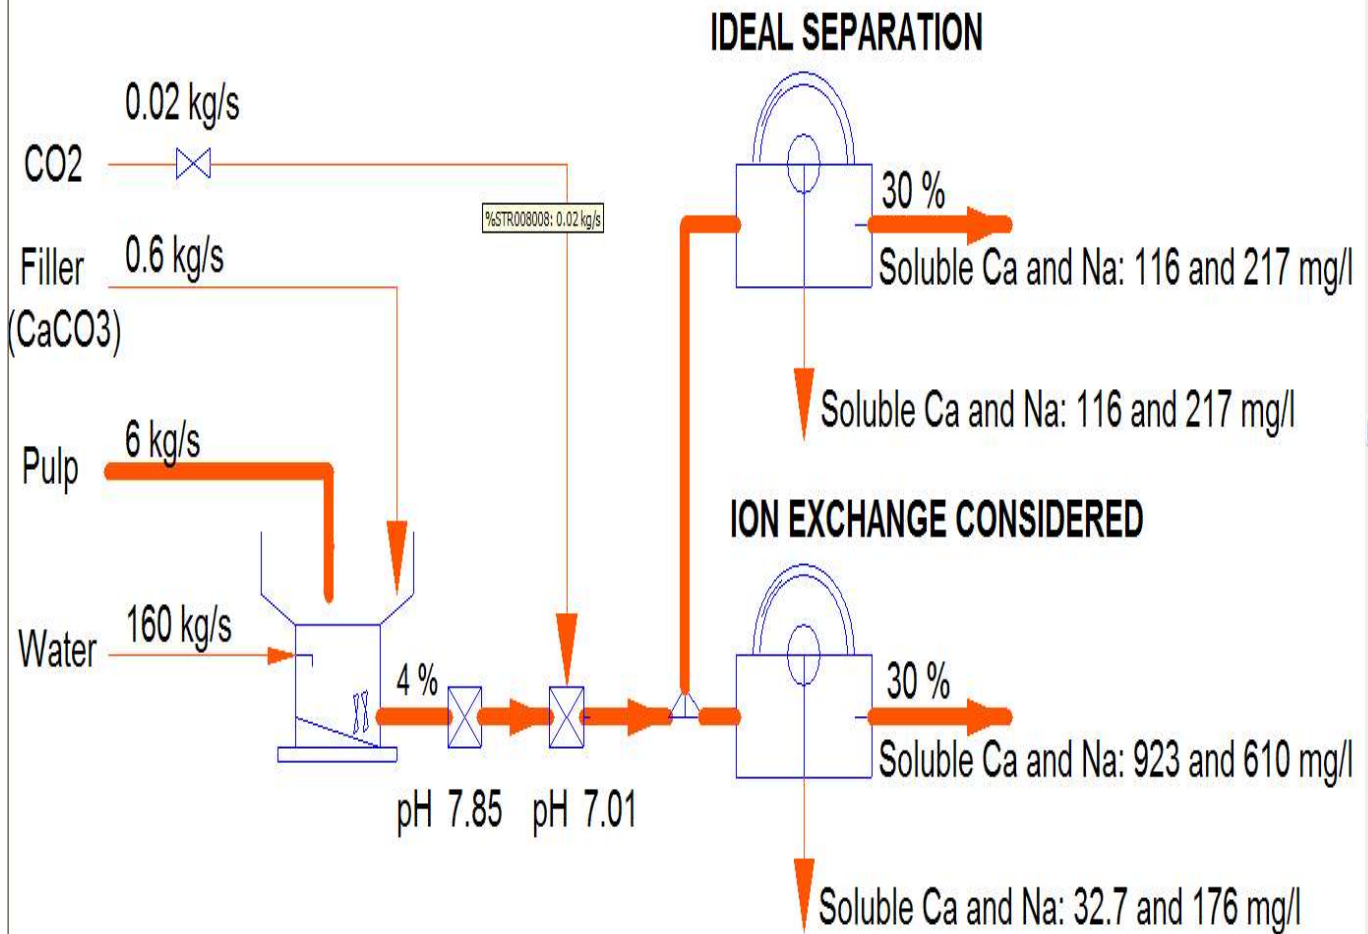 IDEAL SEPARATION
0.02 kg/s
CO2
%STR008008: 0.02 kg/s
30 %
Soluble Ca and Na: 116 and 217 mg/l
Filler
0.6 kg/s
(CaCO3)
Soluble Ca and Na: 116 and 217 mg/l
Pulp
6 kg/s
ION EXCHANGE CONSIDERED
Water
160 kg/s
4 %
30 %
Soluble Ca and Na: 923 and 610 mg/l
pH 7.85
pH 7.01
Soluble Ca and Na: 32.7 and 176 mg/l